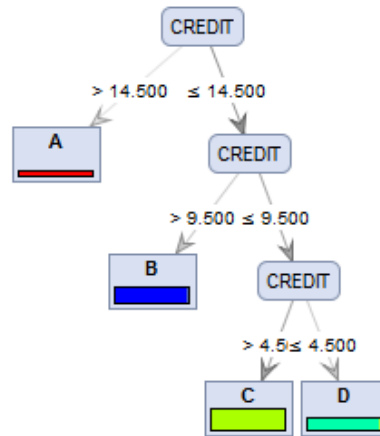 CREDIT
> 14.500 ≤ 14.500
A
CREDIT
> 9.500 ≤ 9.500
B
CREDIT
> 4.5 ≤ 4.500
C D